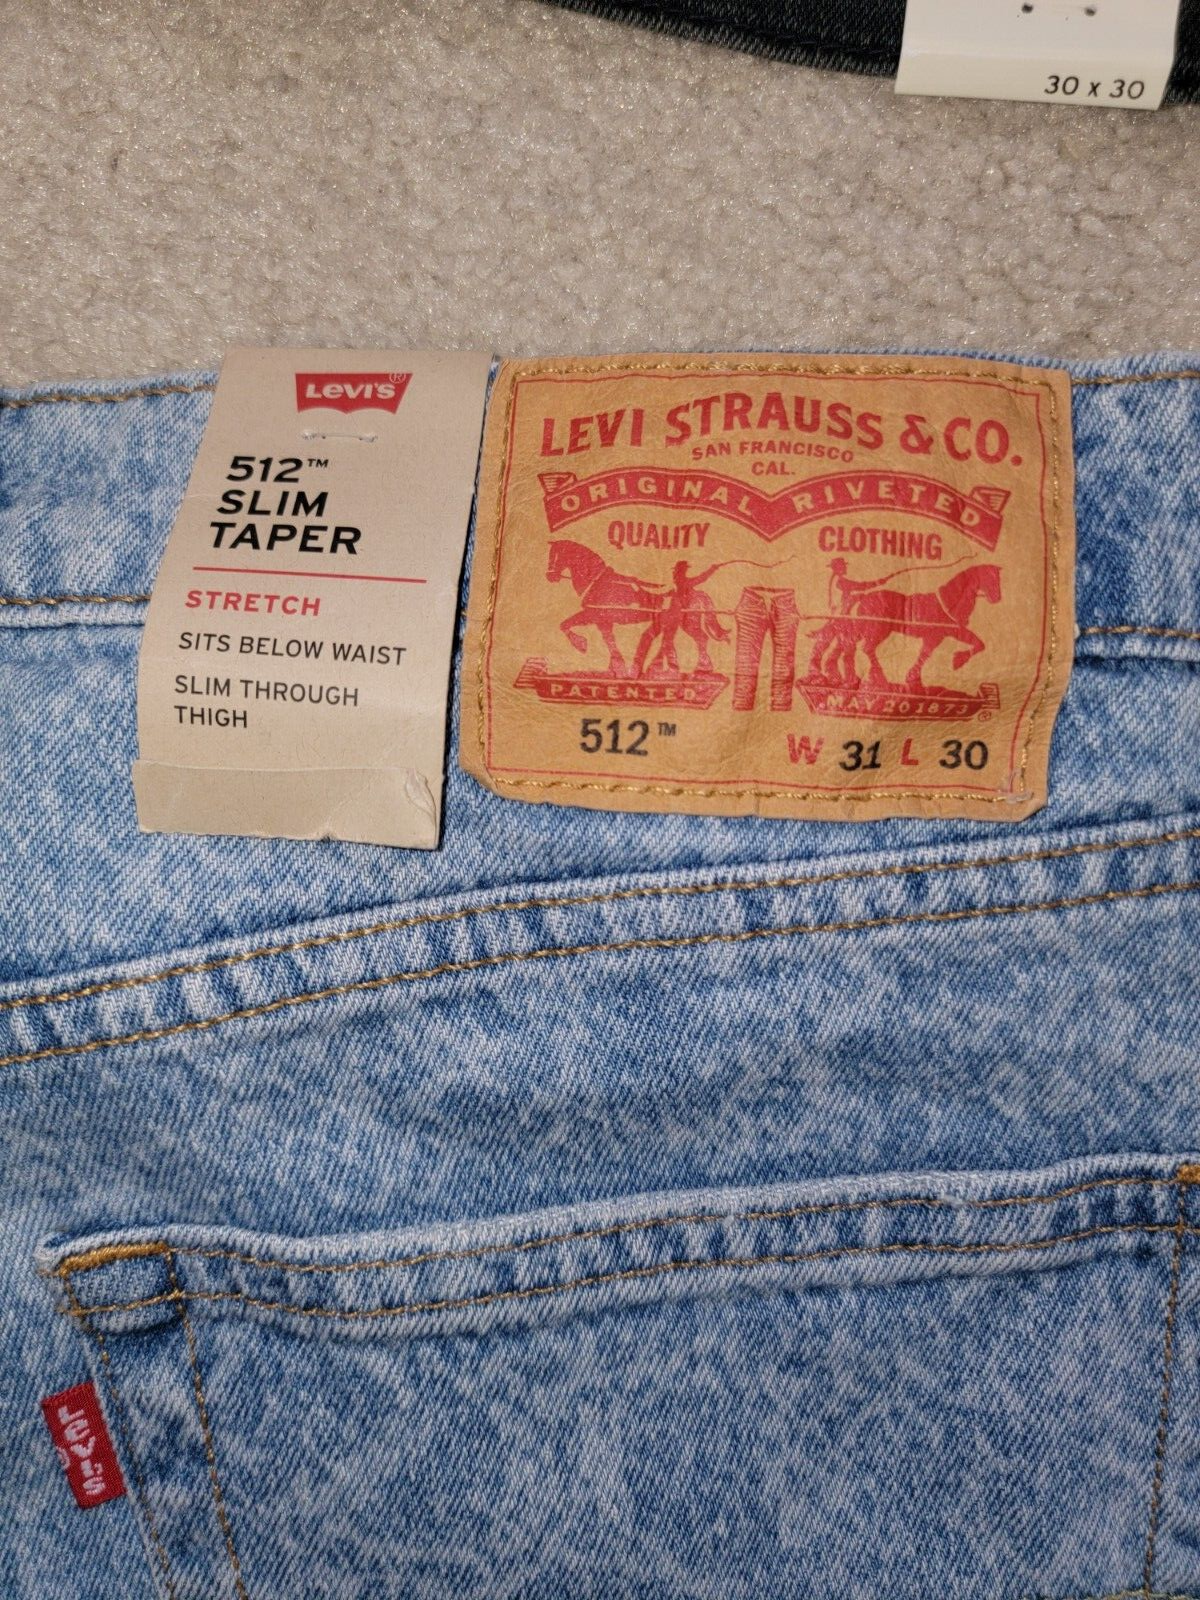 30 x 30
LEVI'S®
512™
SLIM
TAPER
STRETCH
SITS BELOW WAIST
SLIM THROUGH
THIGH
LEVI STRAUSS & CO.
SAN FRANCISCO
CAL.
ORIGINAL RIVETED
QUALITY CLOTHING
PATENTED MAY 20 1873 ®
512™ W 31 L 30
LEVI'S